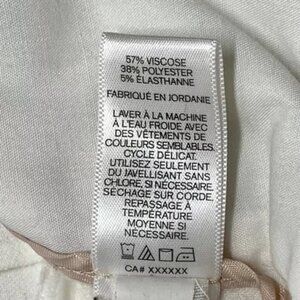 57% VISCOSE
38% POLYESTER
5% ÉLASTHANNE
FABRIQUÉ EN JORDANIE
LAVER À LA MACHINE
À L'EAU FROIDE AVEC
DES VÊTEMENTS DE
COULEURS SEMBLABLES.
CYCLE DÉLICAT.
UTILISEZ SEULEMENT
DU JAVELLISANT SANS
CHLORE, SI NÉCESSAIRE.
SÉCHAGE SUR CORDE.
REPASSAGE À
TEMPÉRATURE
MOYENNE SI
NÉCESSAIRE.
CA# XXXXXX